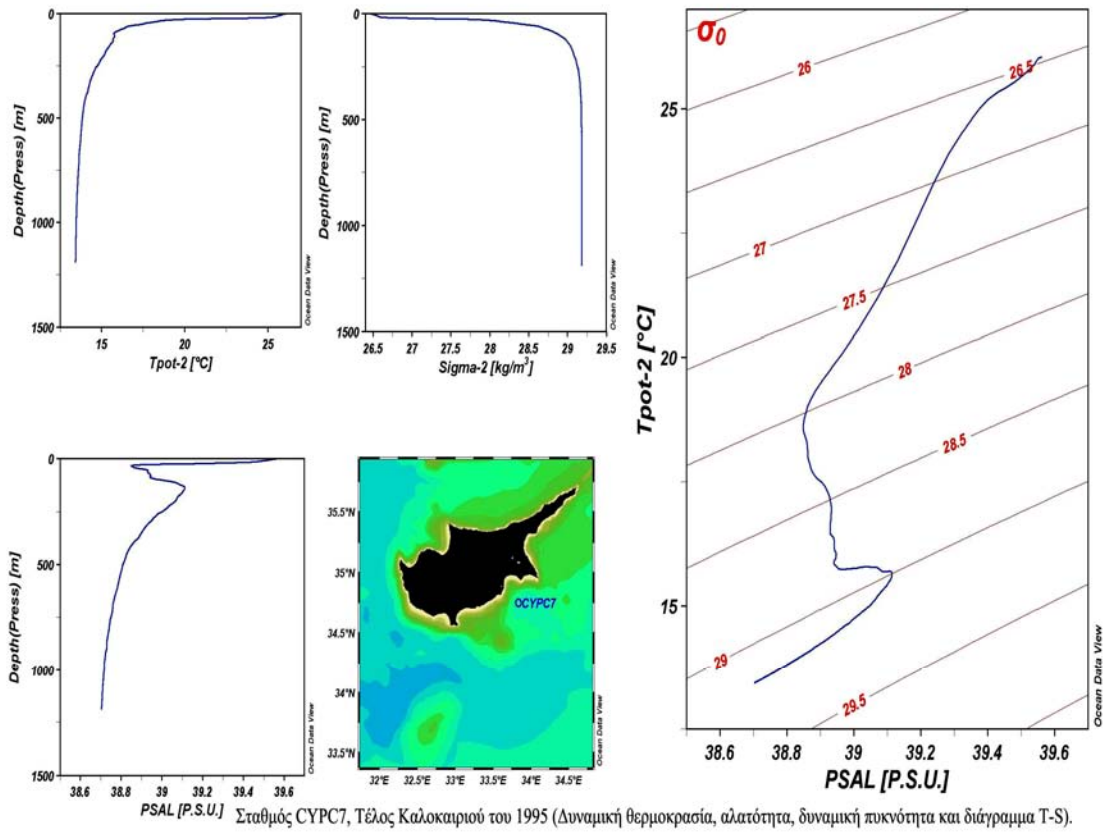 0
500
1000
1500
15
20
25
Depth(Press) [m]
Tpot-2 [°C]
Ocean Data View
0
500
1000
1500
26.5
27
27.5
28
28.5
29
29.5
Depth(Press) [m]
Sigma-2 [kg/m³]
Ocean Data View
σ0
26
26.5
27
27.5
28
28.5
29
29.5
25
20
15
Tpot-2 [°C]
38.6
38.8
39
39.2
39.4
39.6
PSAL [P.S.U.]
Ocean Data View
0
500
1000
1500
38.6
38.8
39
39.2
39.4
39.6
Depth(Press) [m]
PSAL [P.S.U.]
Ocean Data View
35.5°N
35°N
34.5°N
34°N
33.5°N
32°E
32.5°E
33°E
33.5°E
34°E
34.5°E
CYPC7
Ocean Data View
Σταθμός CYPC7, Τέλος Καλοκαιριού του 1995 (Δυναμική θερμοκρασία, αλατότητα, δυναμική πυκνότητα και διάγραμμα T-S).